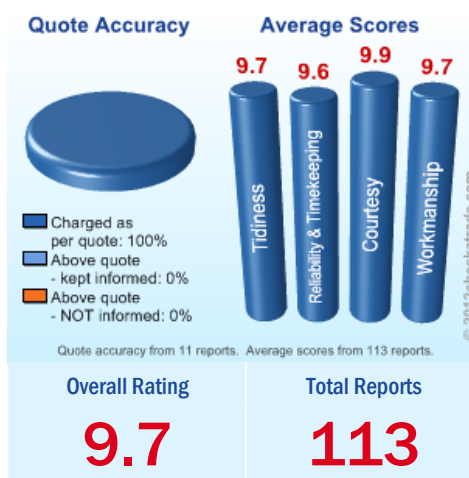 Quote Accuracy
Average Scores
9.7
9.6
9.9
9.7
Tidiness
Reliability & Timekeeping
Courtesy
Workmanship
Charged as
per quote: 100%
Above quote
- kept informed: 0%
Above quote
- NOT informed: 0%
Quote accuracy from 11 reports. Average scores from 113 reports.
Overall Rating
Total Reports
9.7
113